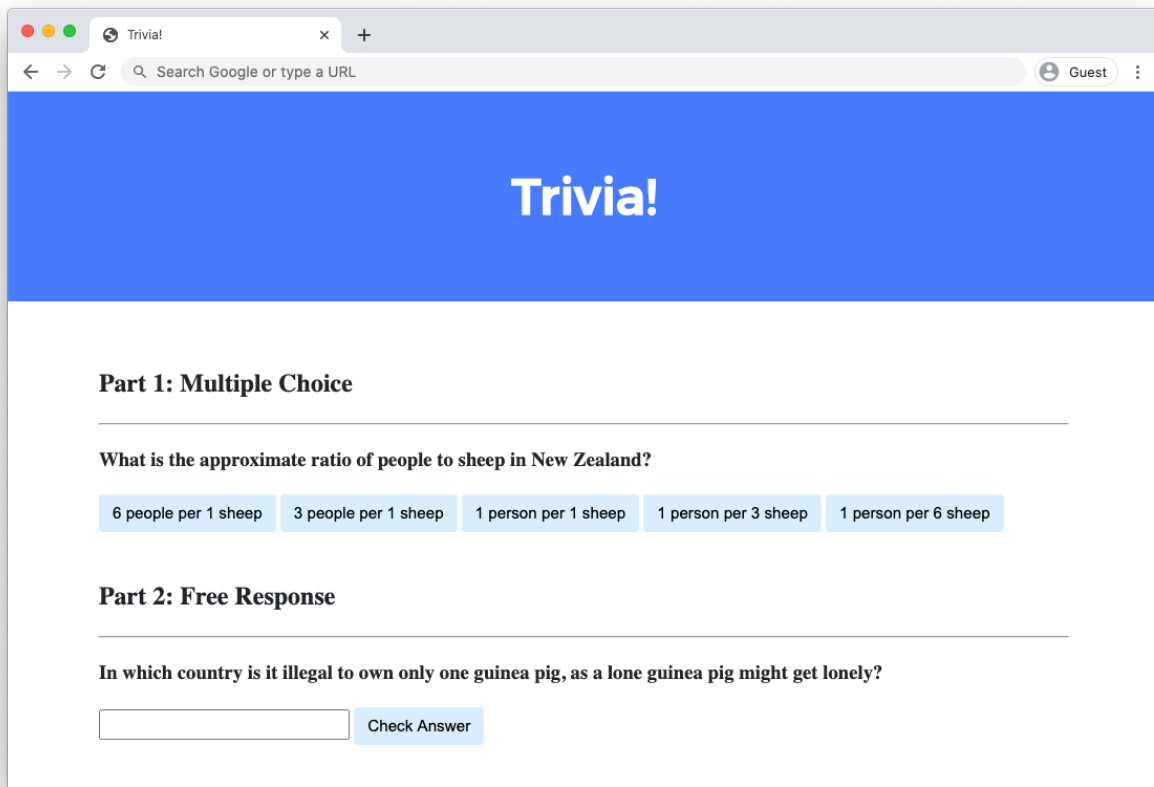 Trivia!
Search Google or type a URL
Guest
Trivia!
Part 1: Multiple Choice
What is the approximate ratio of people to sheep in New Zealand?
6 people per 1 sheep 3 people per 1 sheep 1 person per 1 sheep 1 person per 3 sheep 1 person per 6 sheep
Part 2: Free Response
In which country is it illegal to own only one guinea pig, as a lone guinea pig might get lonely?
Check Answer